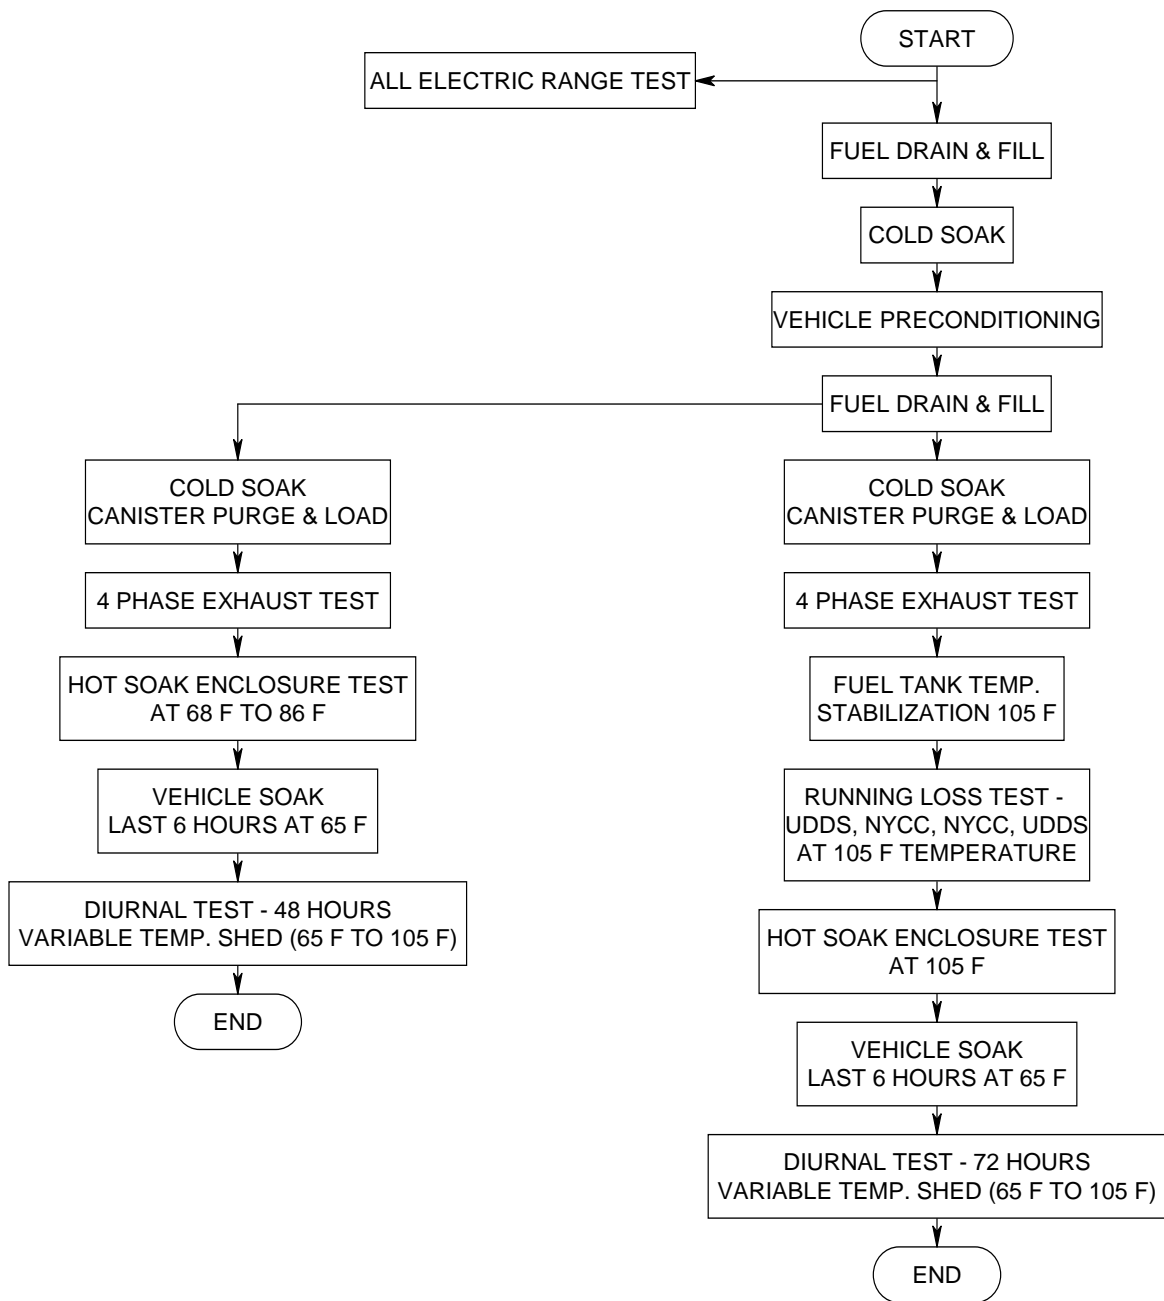 START
ALL ELECTRIC RANGE TEST
FUEL DRAIN & FILL
COLD SOAK
VEHICLE PRECONDITIONING
FUEL DRAIN & FILL
COLD SOAK
CANISTER PURGE & LOAD
4 PHASE EXHAUST TEST
HOT SOAK ENCLOSURE TEST
AT 68 F TO 86 F
VEHICLE SOAK
LAST 6 HOURS AT 65 F
DIURNAL TEST - 48 HOURS
VARIABLE TEMP. SHED (65 F TO 105 F)
END
COLD SOAK
CANISTER PURGE & LOAD
4 PHASE EXHAUST TEST
FUEL TANK TEMP.
STABILIZATION 105 F
RUNNING LOSS TEST -
UDDS, NYCC, NYCC, UDDS
AT 105 F TEMPERATURE
HOT SOAK ENCLOSURE TEST
AT 105 F
VEHICLE SOAK
LAST 6 HOURS AT 65 F
DIURNAL TEST - 72 HOURS
VARIABLE TEMP. SHED (65 F TO 105 F)
END